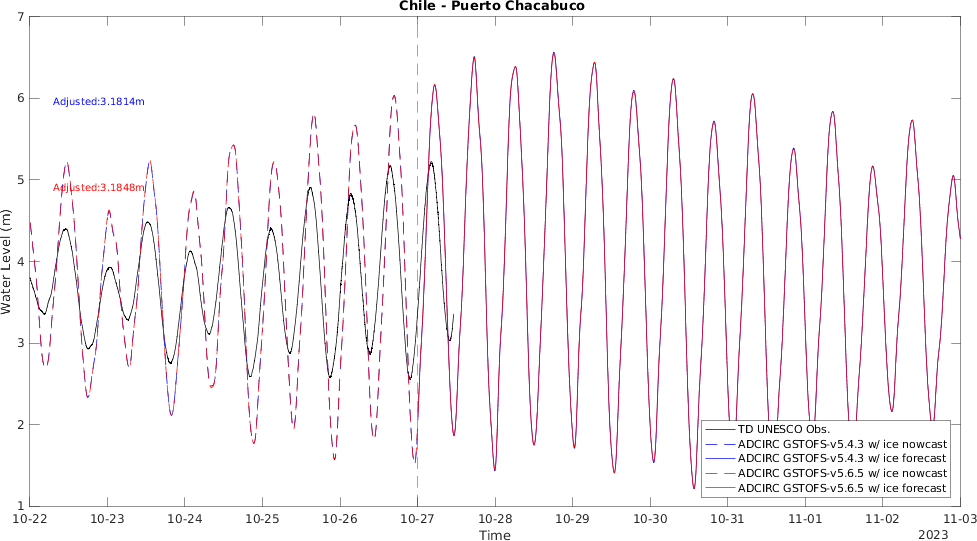 Chile - Puerto Chacabuco
7
6
5
4
3
2
1
Water Level (m)
Adjusted:3.1814m
Adjusted:3.1848m
TD UNESCO Obs.
ADCIRC GSTOFS-v5.4.3 w/ ice nowcast
ADCIRC GSTOFS-v5.4.3 w/ ice forecast
ADCIRC GSTOFS-v5.6.5 w/ ice nowcast
ADCIRC GSTOFS-v5.6.5 w/ ice forecast
10-22 10-23 10-24 10-25 10-26 10-27 10-28 10-29 10-30 10-31 11-01 11-02 11-03
Time
2023